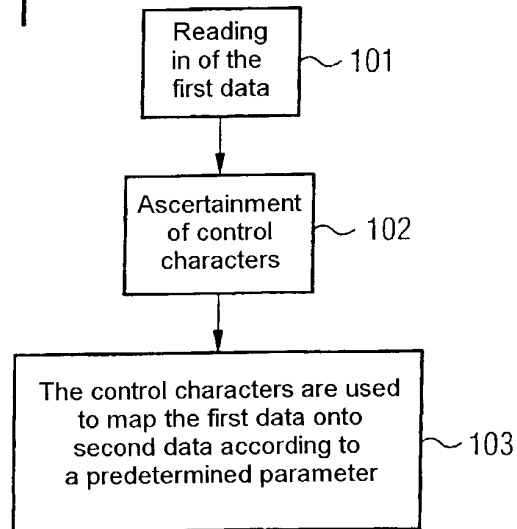 Reading
in of the
first data
101
Ascertainment
of control
characters
102
The control characters are used
to map the first data onto
second data according to
a predetermined parameter
103